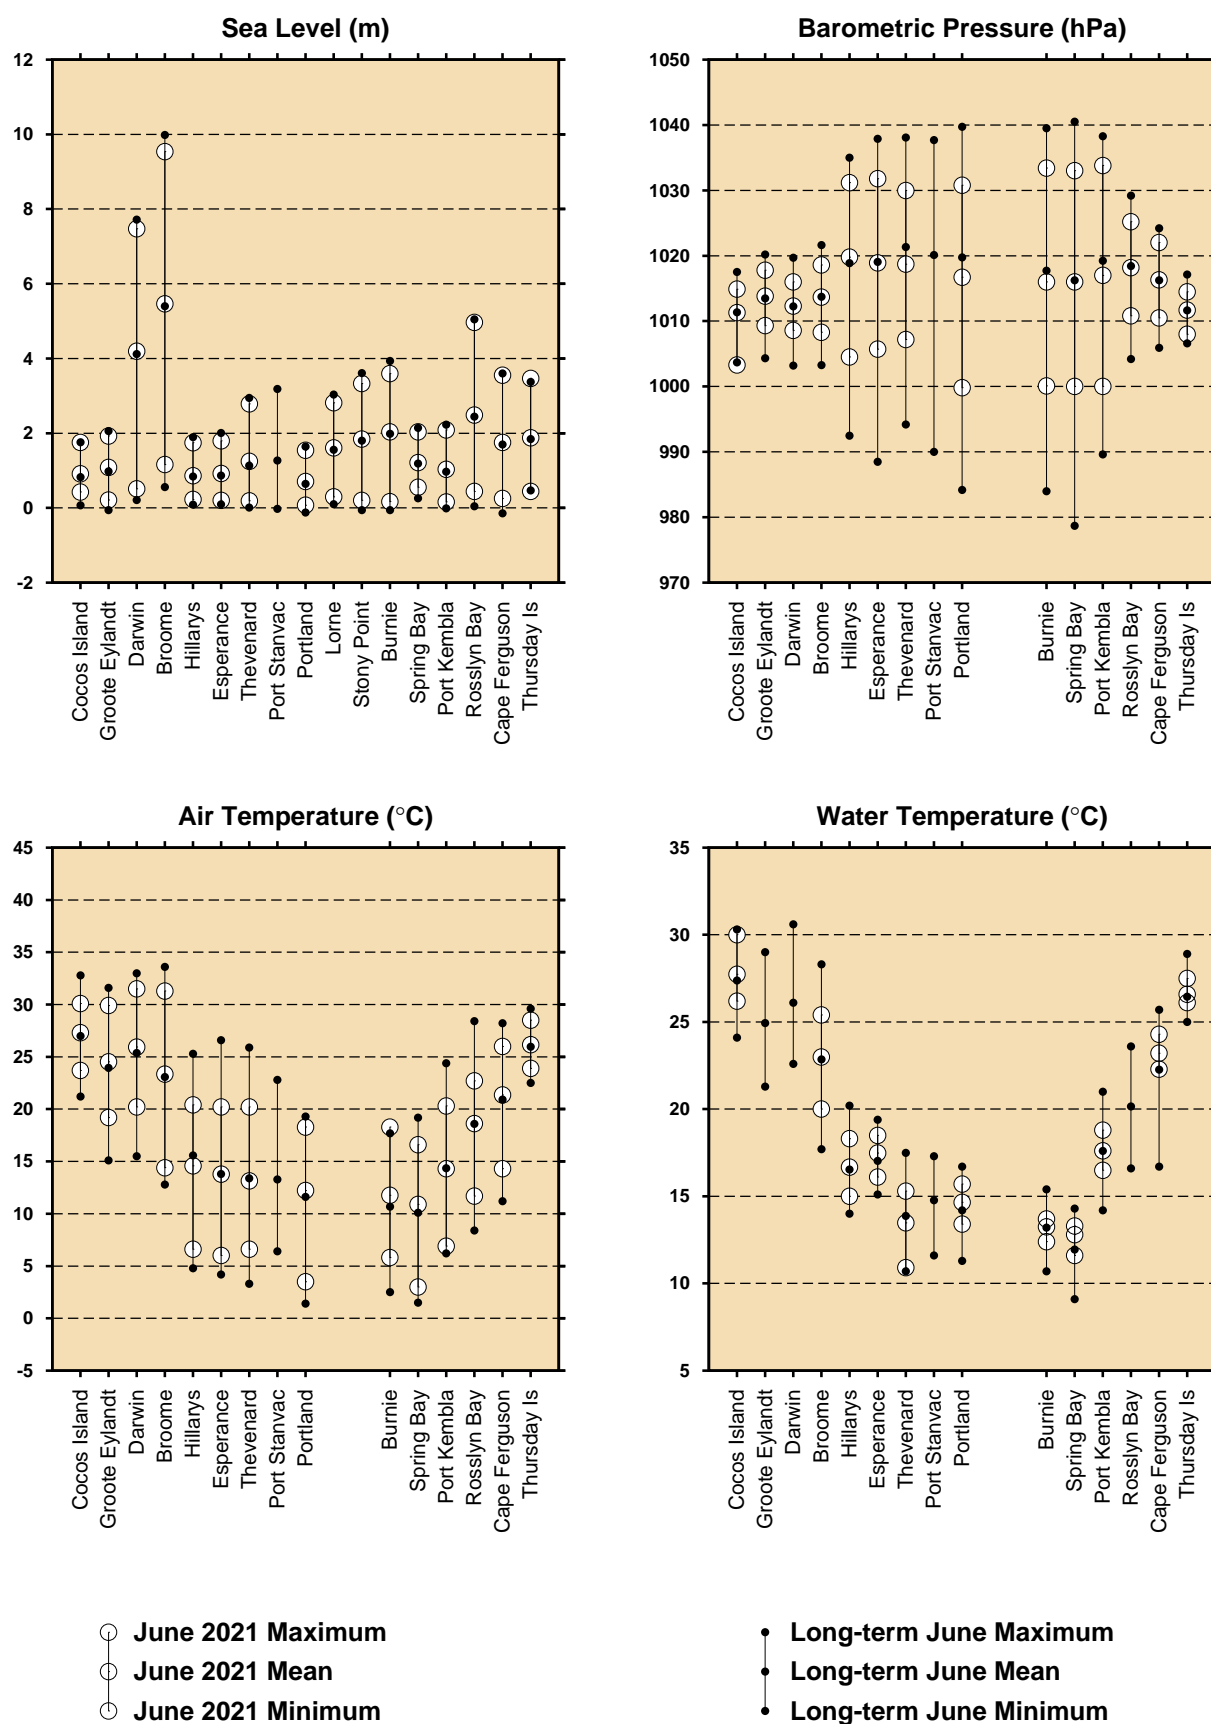 Sea Level (m)
12
10
8
6
4
2
0
-2
Cocos Island
Groote Eylandt
Darwin
Broome
Hillarys
Esperance
Thevenard
Port Stanvac
Portland
Lorne
Stony Point
Burnie
Spring Bay
Port Kembla
Rosslyn Bay
Cape Ferguson
Thursday Is
Barometric Pressure (hPa)
1050
1040
1030
1020
1010
1000
990
980
970
Cocos Island
Groote Eylandt
Darwin
Broome
Hillarys
Esperance
Thevenard
Port Stanvac
Portland
Burnie
Spring Bay
Port Kembla
Rosslyn Bay
Cape Ferguson
Thursday Is
Air Temperature (°C)
45
40
35
30
25
20
15
10
5
0
-5
Cocos Island
Groote Eylandt
Darwin
Broome
Hillarys
Esperance
Thevenard
Port Stanvac
Portland
Burnie
Spring Bay
Port Kembla
Rosslyn Bay
Cape Ferguson
Thursday Is
Water Temperature (°C)
35
30
25
20
15
10
5
Cocos Island
Groote Eylandt
Darwin
Broome
Hillarys
Esperance
Thevenard
Port Stanvac
Portland
Burnie
Spring Bay
Port Kembla
Rosslyn Bay
Cape Ferguson
Thursday Is
June 2021 Maximum
June 2021 Mean
June 2021 Minimum
Long-term June Maximum
Long-term June Mean
Long-term June Minimum